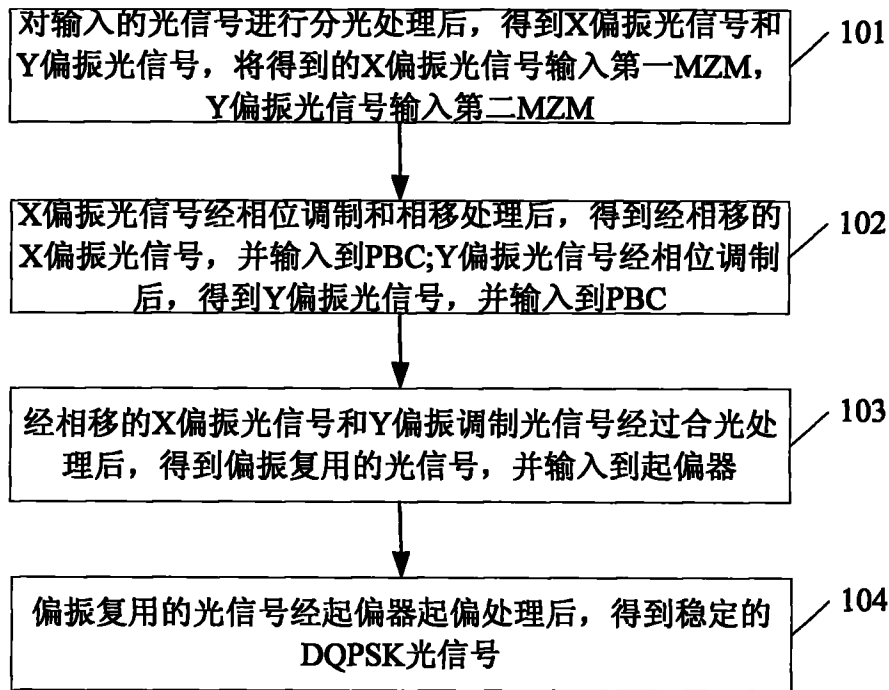 对输入的光信号进行分光处理后，得到X偏振光信号和
Y偏振光信号，将得到的X偏振光信号输入第一MZM，
Y偏振光信号输入第二MZM
101
X偏振光信号经相位调制和相移处理后，得到经相移的
X偏振光信号，并输入到PBC;Y偏振光信号经相位调制
后，得到Y偏振光信号，并输入到PBC
102
经相移的X偏振光信号和Y偏振调制光信号经过合光处
理后，得到偏振复用的光信号，并输入到起偏器
103
偏振复用的光信号经起偏器起偏处理后，得到稳定的
DQPSK光信号
104